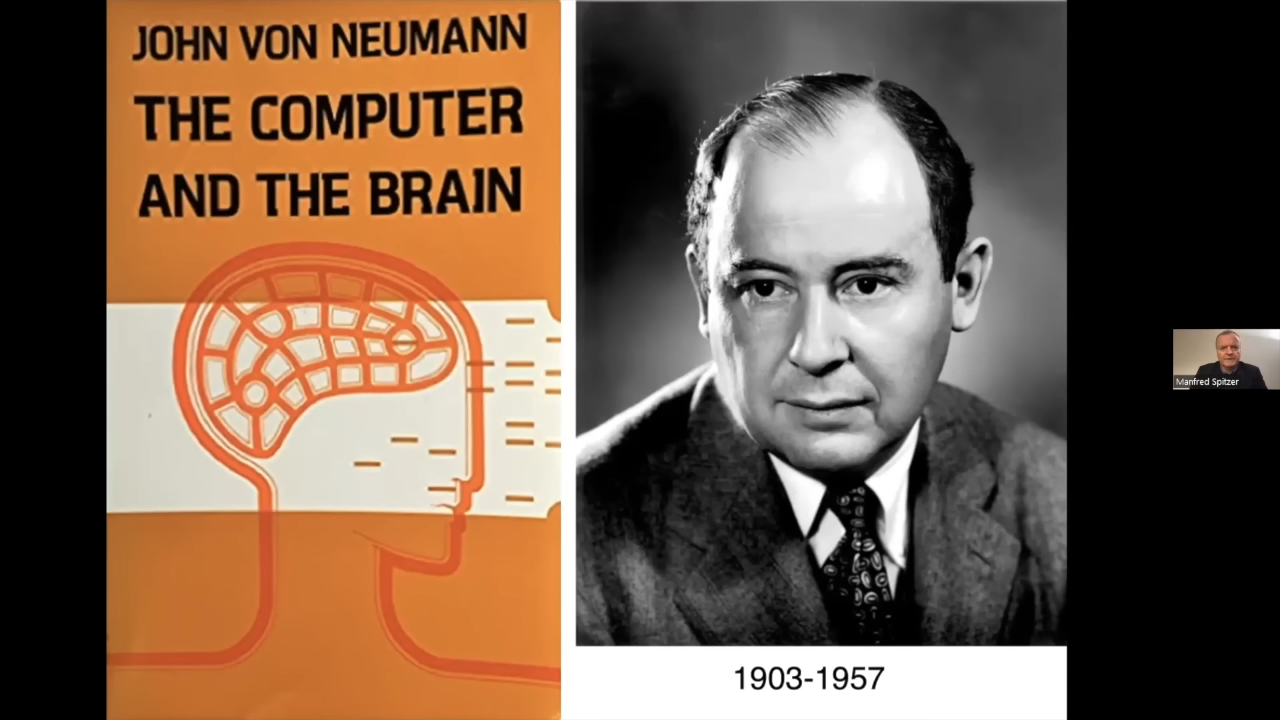 JOHN VON NEUMANN
THE COMPUTER
AND THE BRAIN
1903-1957
Manfred Spitzer